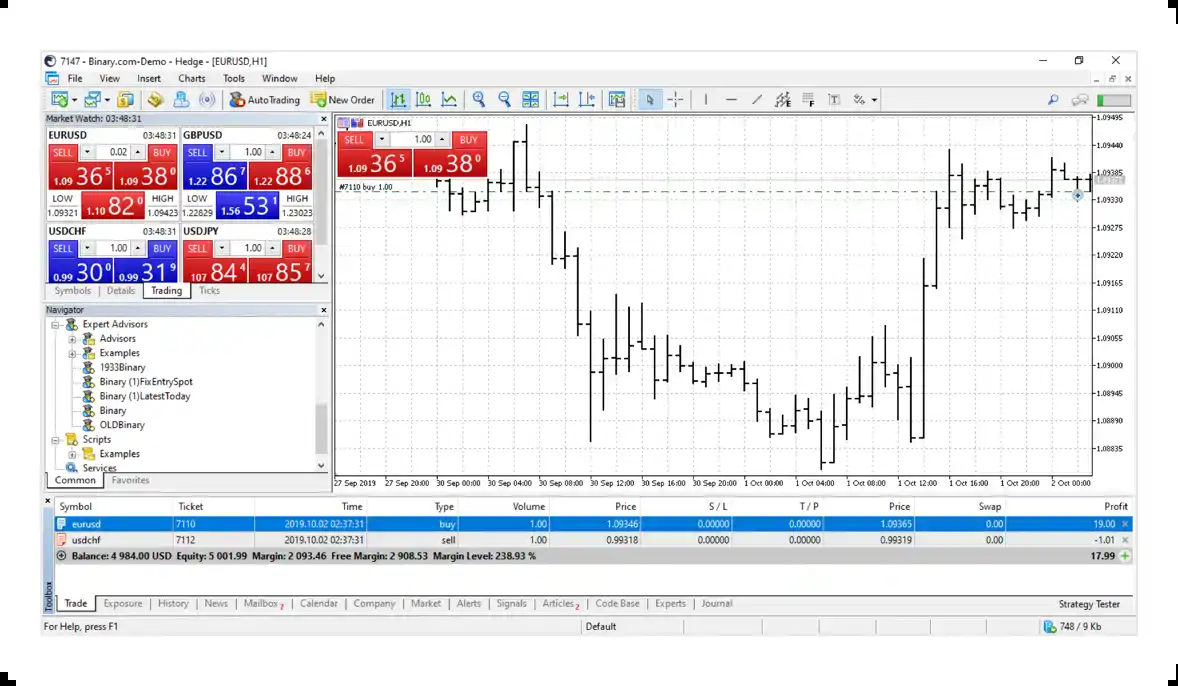 7147 - Binary.com-Demo - Hedge - [EURUSD,H1]
File View Insert Charts Tools Window Help
AutoTrading New Order
Market Watch: 03:48:31
EURUSD 03:48:31 GBPUSD 03:48:24
SELL 0.02 BUY SELL 1.00 BUY
1.09 36 5 1.09 38 0 1.22 86 7 1.22 88 6
LOW 1.10 82 0 HIGH LOW 1.56 53 1 HIGH
1.09321 1.09423 1.22829 1.23023
USDCHF 03:48:31 USDJPY 03:48:28
SELL 1.00 BUY SELL 1.00 BUY
0.99 30 0 0.99 31 9 107 84 4 107 85 7
Symbols Details Trading Ticks
Navigator
Expert Advisors
Advisors
Examples
1933Binary
Binary (1)FixEntrySpot
Binary (1)LatestToday
Binary
OLDBinary
Scripts
Examples
Services
Common Favorites
EURUSD,H1
SELL 1.00 BUY
1.09 36 5 1.09 38 0
#7110 buy 1.00
1.09495
1.09440
1.09385
1.09330
1.09275
1.09220
1.09165
1.09110
1.09055
1.09000
1.08945
1.08890
1.08835
27 Sep 2019 27 Sep 20:00 30 Sep 00:00 30 Sep 04:00 30 Sep 08:00 30 Sep 12:00 30 Sep 16:00 30 Sep 20:00 1 Oct 00:00 1 Oct 04:00 1 Oct 08:00 1 Oct 12:00 1 Oct 16:00 1 Oct 20:00 2 Oct 00:00
Symbol Ticket Time Type Volume Price S / L T / P Price Swap Profit
eurusd 7110 2019.10.02 02:37:31 buy 1.00 1.09346 0.00000 0.00000 1.09365 0.00 19.00
usdchf 7112 2019.10.02 02:37:31 sell 1.00 0.99318 0.00000 0.00000 0.99319 0.00 -1.01
Balance: 4 984.00 USD Equity: 5 001.99 Margin: 2 093.46 Free Margin: 2 908.53 Margin Level: 238.93 % 17.99
Toolbox
Trade Exposure History News Mailbox 7 Calendar Company Market Alerts Signals Articles 2 Code Base Experts Journal Strategy Tester
For Help, press F1 Default 748 / 9 Kb